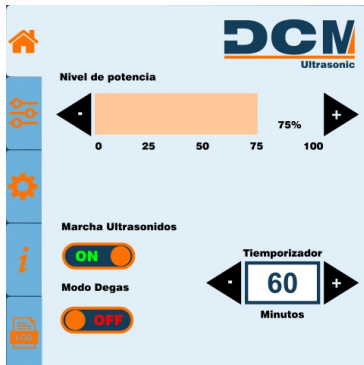 DCM
Ultrasonic
Nivel de potencia
-
+
75%
0 25 50 75 100
Marcha Ultrasonidos
ON
Modo Degas
OFF
Tiemporizador
- 60 +
Minutos
i
LOG